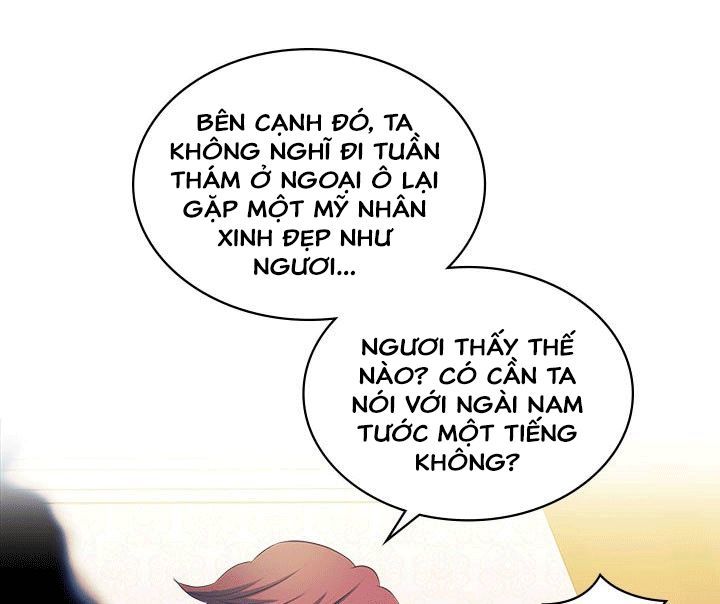 BÊN CẠNH ĐÓ, TA
KHÔNG NGHĨ ĐI TUẦN
THÁM Ở NGOẠI Ô LẠI
GẶP MỘT MỸ NHÂN
XINH ĐẸP NHƯ
NGƯƠI...
NGƯƠI THẤY THẾ
NÀO? CÓ CẦN TA
NÓI VỚI NGÀI NAM
TƯỚC MỘT TIẾNG
KHÔNG?